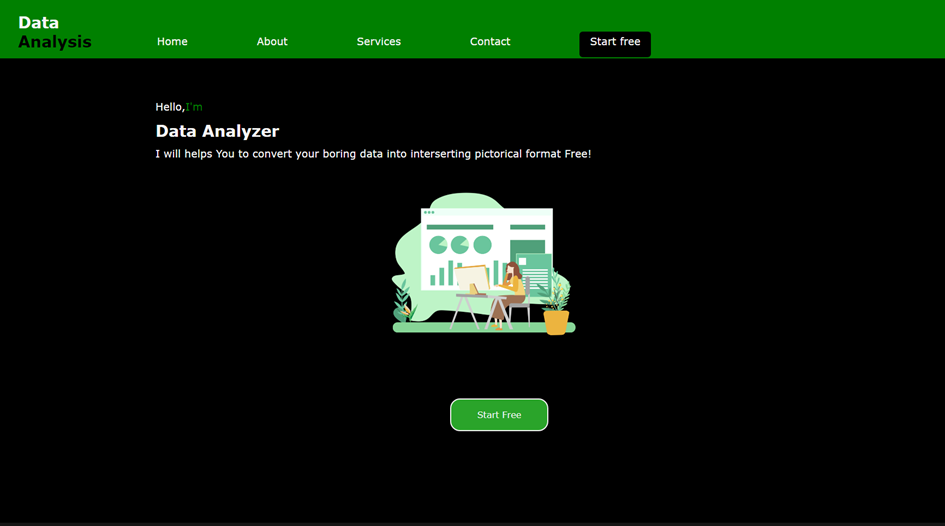 Data
Analysis
Home About Services Contact Start free
Hello,I'm
Data Analyzer
I will helps You to convert your boring data into interserting pictorical format Free!
Start Free